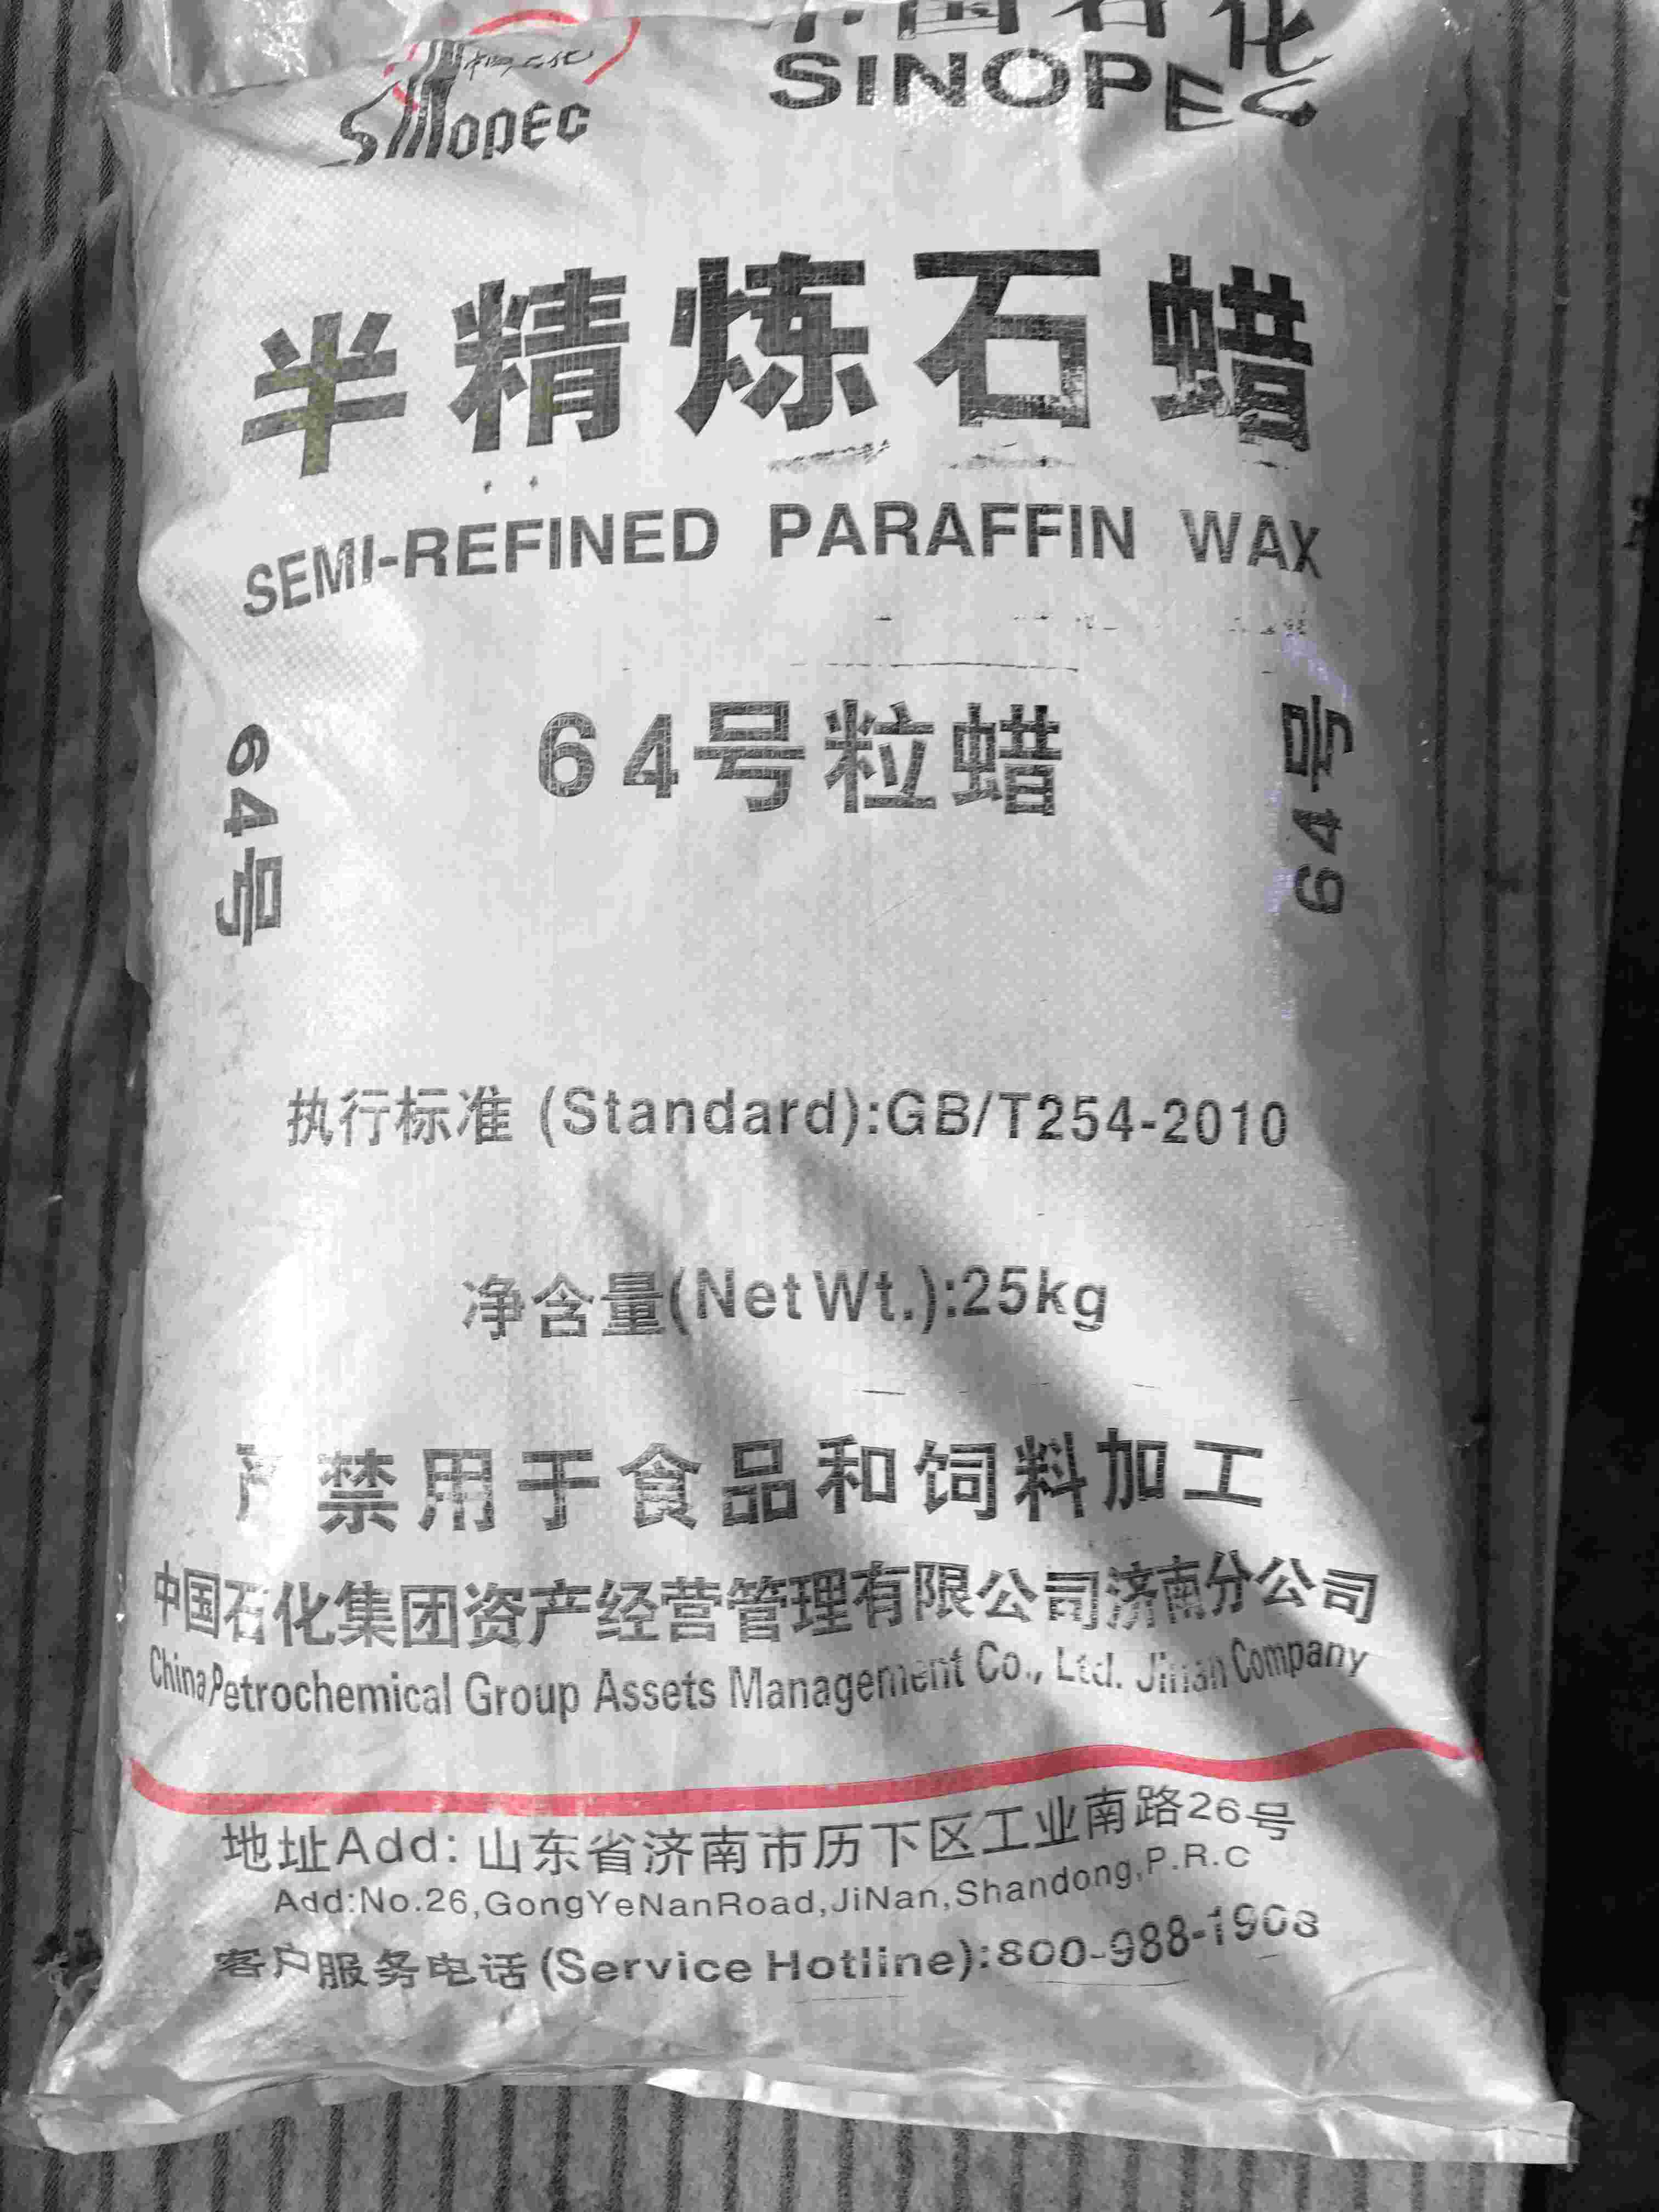 中国石化
SINOPEC
SINOPEC
半精炼石蜡
SEMI-REFINED PARAFFIN WAX
64号
64号粒蜡
64号
执行标准 (Standard):GB/T254-2010
净含量(Net Wt.):25kg
严禁用于食品和饲料加工
中国石化集团资产经营管理有限公司济南分公司
China Petrochemical Group Assets Management Co., Ltd. Jinan Company
地址Add: 山东省济南市历下区工业南路26号
Add:No.26,GongYeNanRoad,JiNan,Shandong,P.R.C
客户服务电话(Service Hotline):800-988-1908